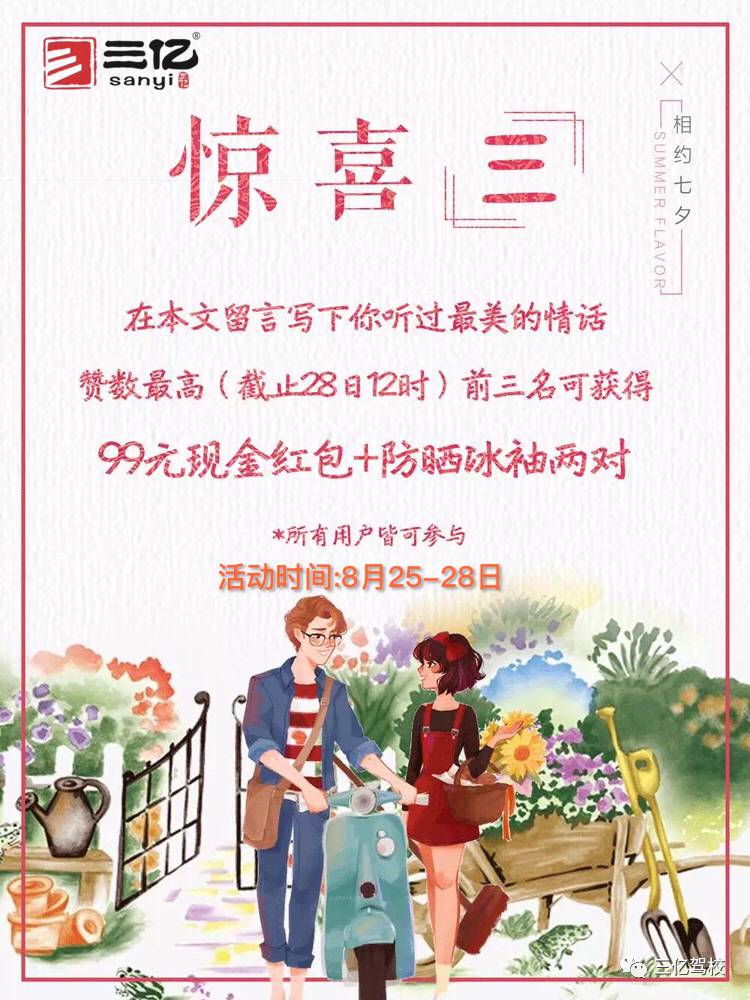 三亿®
sanyi 三亿
惊喜三
相约七夕
SUMMER FLAVOR
在本文留言写下你听过最美的情话
赞数最高（截止28日12时）前三名可获得
99元现金红包+防晒冰袖两对
*所有用户皆可参与
活动时间:8月25-28日
三亿驾校